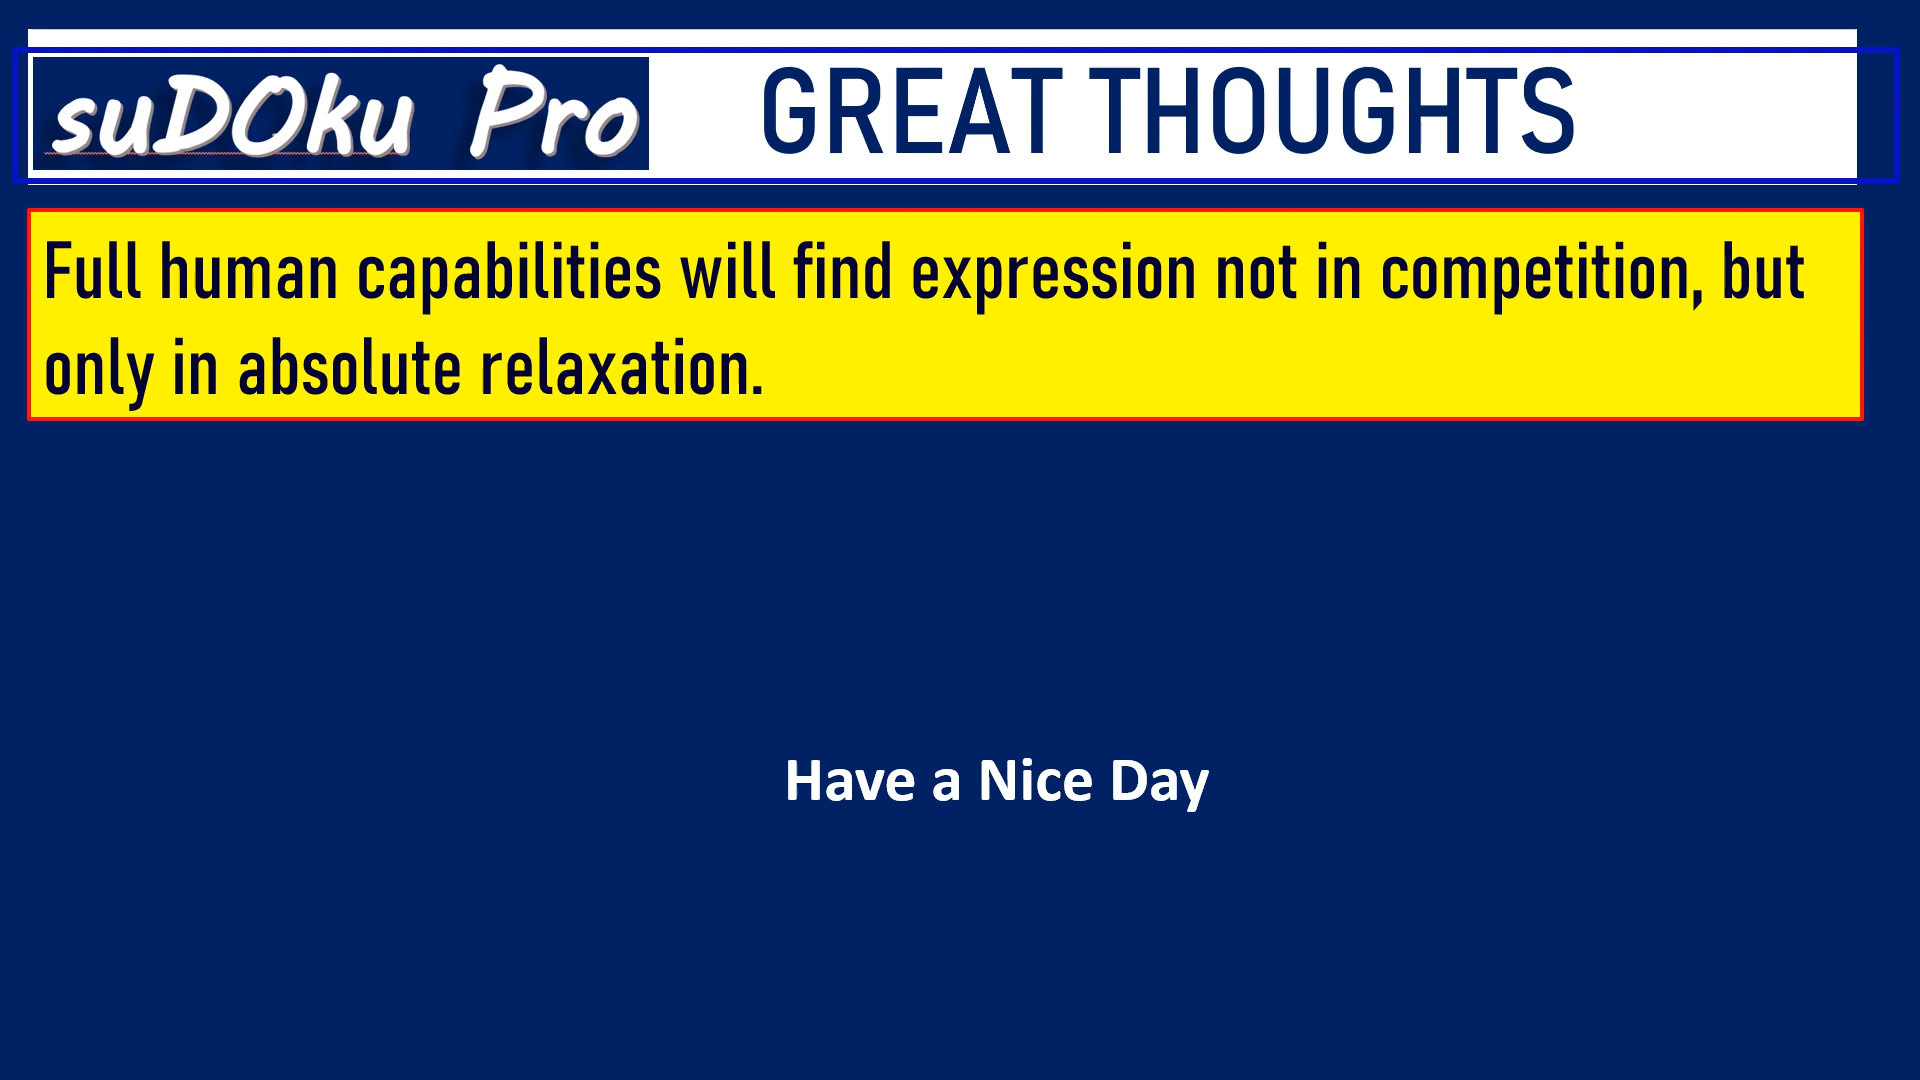 suDOku Pro
GREAT THOUGHTS
Full human capabilities will find expression not in competition, but
only in absolute relaxation.
Have a Nice Day